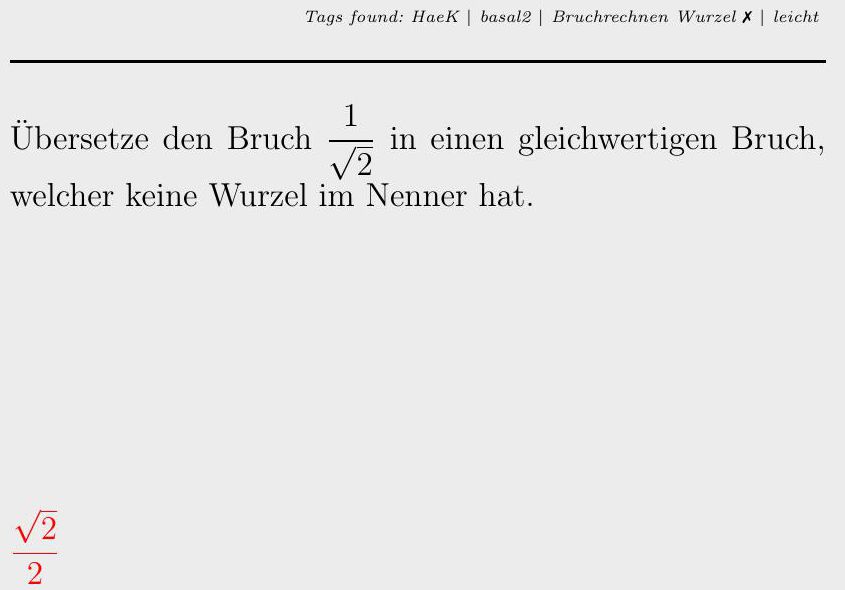 Tags found: HaeK | basal2 | Bruchrechnen Wurzel ✗ | leicht
Übersetze den Bruch $\frac{1}{\sqrt{2}}$ in einen gleichwertigen Bruch,
welcher keine Wurzel im Nenner hat.
$\frac{\sqrt{2}}{2}$